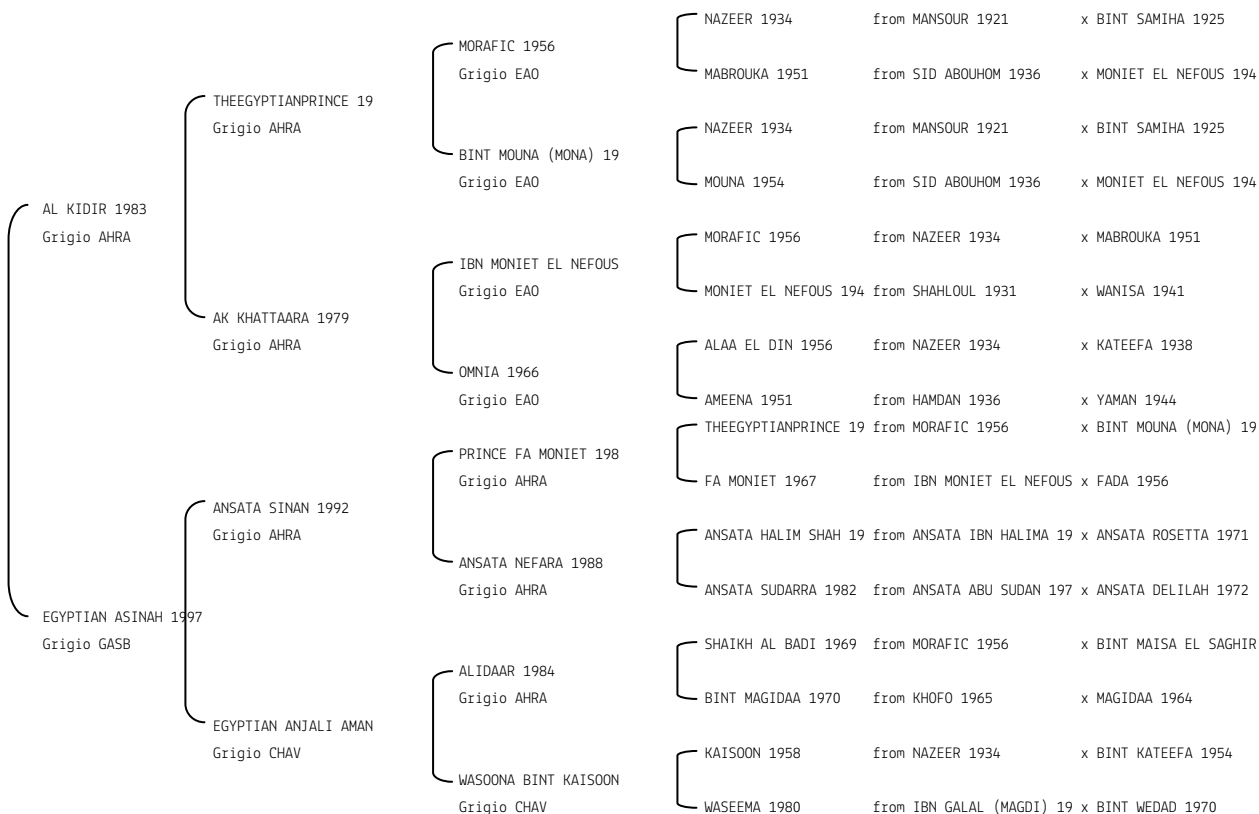 NAZEER 1934 from MANSOUR 1921 x BINT SAMIHA 1925
MORAFIC 1956
Grigio EAO
MABROUKA 1951 from SID ABOUHOM 1936 x MONIET EL NEFOUS 194
THEEGYPTIANPRINCE 19
Grigio AHRA
NAZEER 1934 from MANSOUR 1921 x BINT SAMIHA 1925
BINT MOUNA (MONA) 19
Grigio EAO
MOUNA 1954 from SID ABOUHOM 1936 x MONIET EL NEFOUS 194
AL KIDIR 1983
Grigio AHRA
MORAFIC 1956 from NAZEER 1934 x MABROUKA 1951
IBN MONIET EL NEFOUS
Grigio EAO
MONIET EL NEFOUS 194 from SHAHLOUL 1931 x WANISA 1941
AK KHATTAARA 1979
Grigio AHRA
ALAA EL DIN 1956 from NAZEER 1934 x KATEEFA 1938
OMNIA 1966
Grigio EAO
AMEENA 1951 from HAMDAN 1936 x YAMAN 1944
THEEGYPTIANPRINCE 19 from MORAFIC 1956 x BINT MOUNA (MONA) 19
PRINCE FA MONIET 198
Grigio AHRA
FA MONIET 1967 from IBN MONIET EL NEFOUS x FADA 1956
ANSATA SINAN 1992
Grigio AHRA
ANSATA HALIM SHAH 19 from ANSATA IBN HALIMA 19 x ANSATA ROSETTA 1971
ANSATA NEFARA 1988
Grigio AHRA
ANSATA SUDARRA 1982 from ANSATA ABU SUDAN 197 x ANSATA DELILAH 1972
EGYPTIAN ASINAH 1997
Grigio GASB
SHAIKH AL BADI 1969 from MORAFIC 1956 x BINT MAISA EL SAGHIR
ALIDAAR 1984
Grigio AHRA
BINT MAGIDAA 1970 from KHOFO 1965 x MAGIDAA 1964
EGYPTIAN ANJALI AMAN
Grigio CHAV
KAISOON 1958 from NAZEER 1934 x BINT KATEEFA 1954
WASOONA BINT KAISOON
Grigio CHAV
WASEEMA 1980 from IBN GALAL (MAGDI) 19 x BINT WEDAD 1970